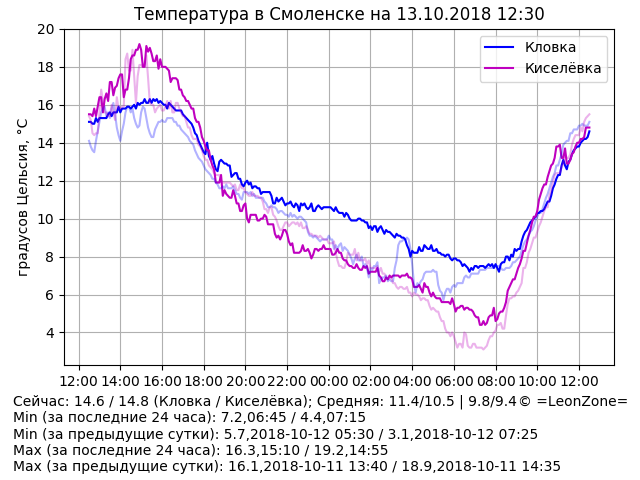 Температура в Смоленске на 13.10.2018 12:30
градусов Цельсия, °C
20
18
16
14
12
10
8
6
4
Кловка
Киселёвка
12:00 14:00 16:00 18:00 20:00 22:00 00:00 02:00 04:00 06:00 08:00 10:00 12:00
Сейчас: 14.6 / 14.8 (Кловка / Киселёвка); Средняя: 11.4/10.5 | 9.8/9.4© =LeonZone=
Min (за последние 24 часа): 7.2,06:45 / 4.4,07:15
Min (за предыдущие сутки): 5.7,2018-10-12 05:30 / 3.1,2018-10-12 07:25
Max (за последние 24 часа): 16.3,15:10 / 19.2,14:55
Max (за предыдущие сутки): 16.1,2018-10-11 13:40 / 18.9,2018-10-11 14:35